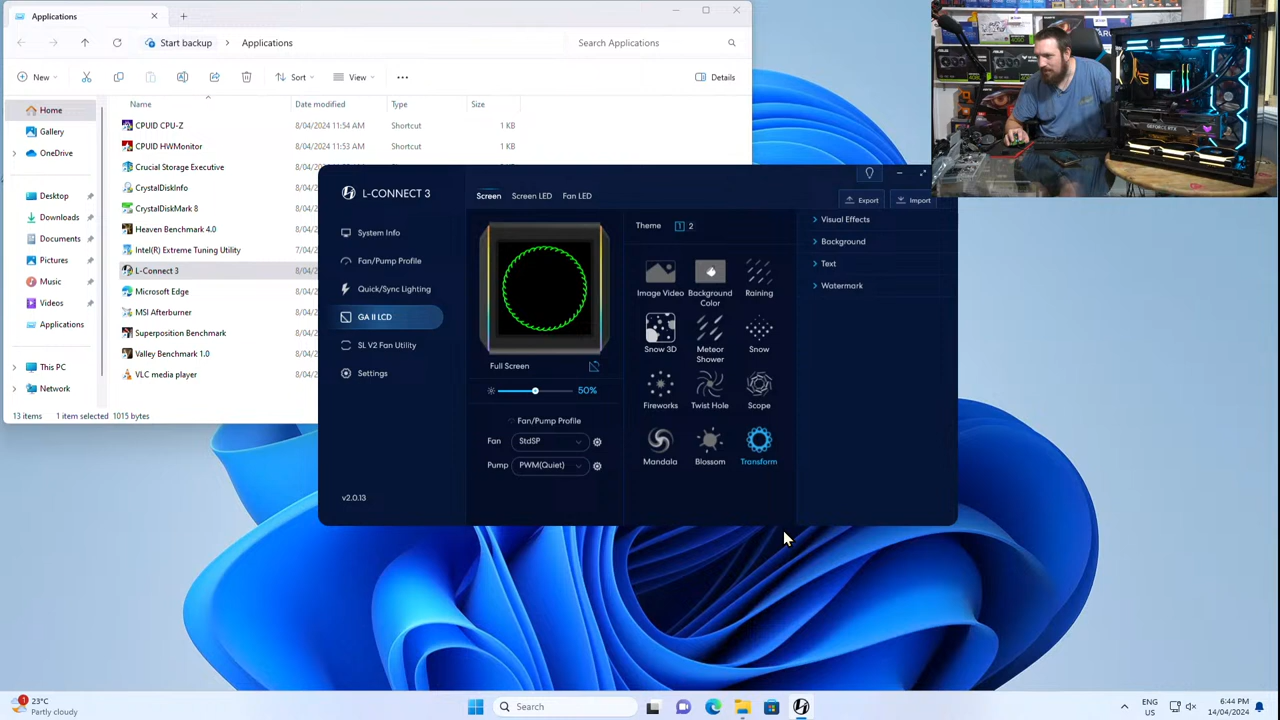 Applications
Start backup
Applications
Search Applications
New
Sort
View
Details
Home
Gallery
OneDrive
Desktop
Downloads
Documents
Pictures
Music
Videos
Applications
This PC
Network
Name
Date modified
Type
Size
CPUID CPU-Z
8/04/2024 11:54 AM
Shortcut
1 KB
CPUID HWMonitor
8/04/2024 11:53 AM
Shortcut
1 KB
Crucial Storage Executive
CrystalDiskInfo
CrystalDiskMark 8
Heaven Benchmark 4.0
Intel(R) Extreme Tuning Utility
L-Connect 3
Microsoft Edge
MSI Afterburner
Superposition Benchmark
Valley Benchmark 1.0
VLC media player
13 items
1 item selected
1015 bytes
L-CONNECT 3
System Info
Fan/Pump Profile
Quick/Sync Lighting
GA II LCD
SL V2 Fan Utility
Settings
v2.0.13
Screen
Screen LED
Fan LED
Export
Import
Full Screen
50%
Fan/Pump Profile
Fan
StdSP
Pump
PWM(Quiet)
Theme
1
2
Image Video
Background Color
Raining
Snow 3D
Meteor Shower
Snow
Fireworks
Twist Hole
Scope
Mandala
Blossom
Transform
Visual Effects
Background
Text
Watermark
GEFORCE RTX
1
23°C
Partly cloudy
Search
ENG
US
6:44 PM
14/04/2024